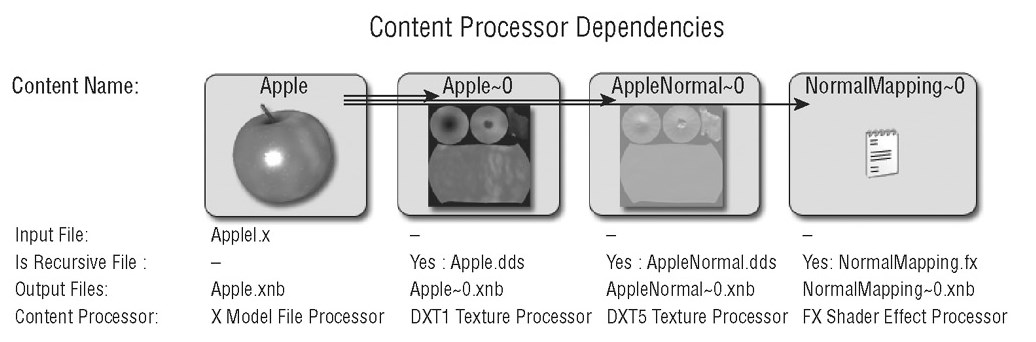 Content Processor Dependencies
Content Name: Apple Apple~0 AppleNormal~0 NormalMapping~0
Input File: Applel.x – – –
Is Recursive File : – Yes : Apple.dds Yes : AppleNormal.dds Yes: NormalMapping.fx
Output Files: Apple.xnb Apple~0.xnb AppleNormal~0.xnb NormalMapping~0.xnb
Content Processor: X Model File Processor DXT1 Texture Processor DXT5 Texture Processor FX Shader Effect Processor